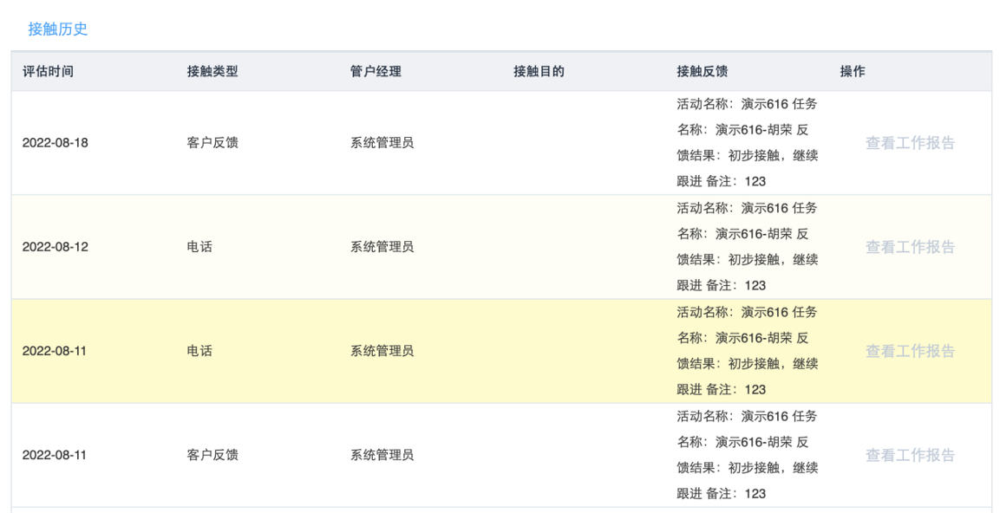 接触历史
评估时间 接触类型 管户经理 接触目的 接触反馈 操作
活动名称：演示616 任务
名称：演示616-胡荣 反
2022-08-18 客户反馈 系统管理员 查看工作报告
馈结果：初步接触，继续
跟进 备注：123
活动名称：演示616 任务
名称：演示616-胡荣 反
2022-08-12 电话 系统管理员 查看工作报告
馈结果：初步接触，继续
跟进 备注：123
活动名称：演示616 任务
名称：演示616-胡荣 反
2022-08-11 电话 系统管理员 查看工作报告
馈结果：初步接触，继续
跟进 备注：123
活动名称：演示616 任务
名称：演示616-胡荣 反
2022-08-11 客户反馈 系统管理员 查看工作报告
馈结果：初步接触，继续
跟进 备注：123